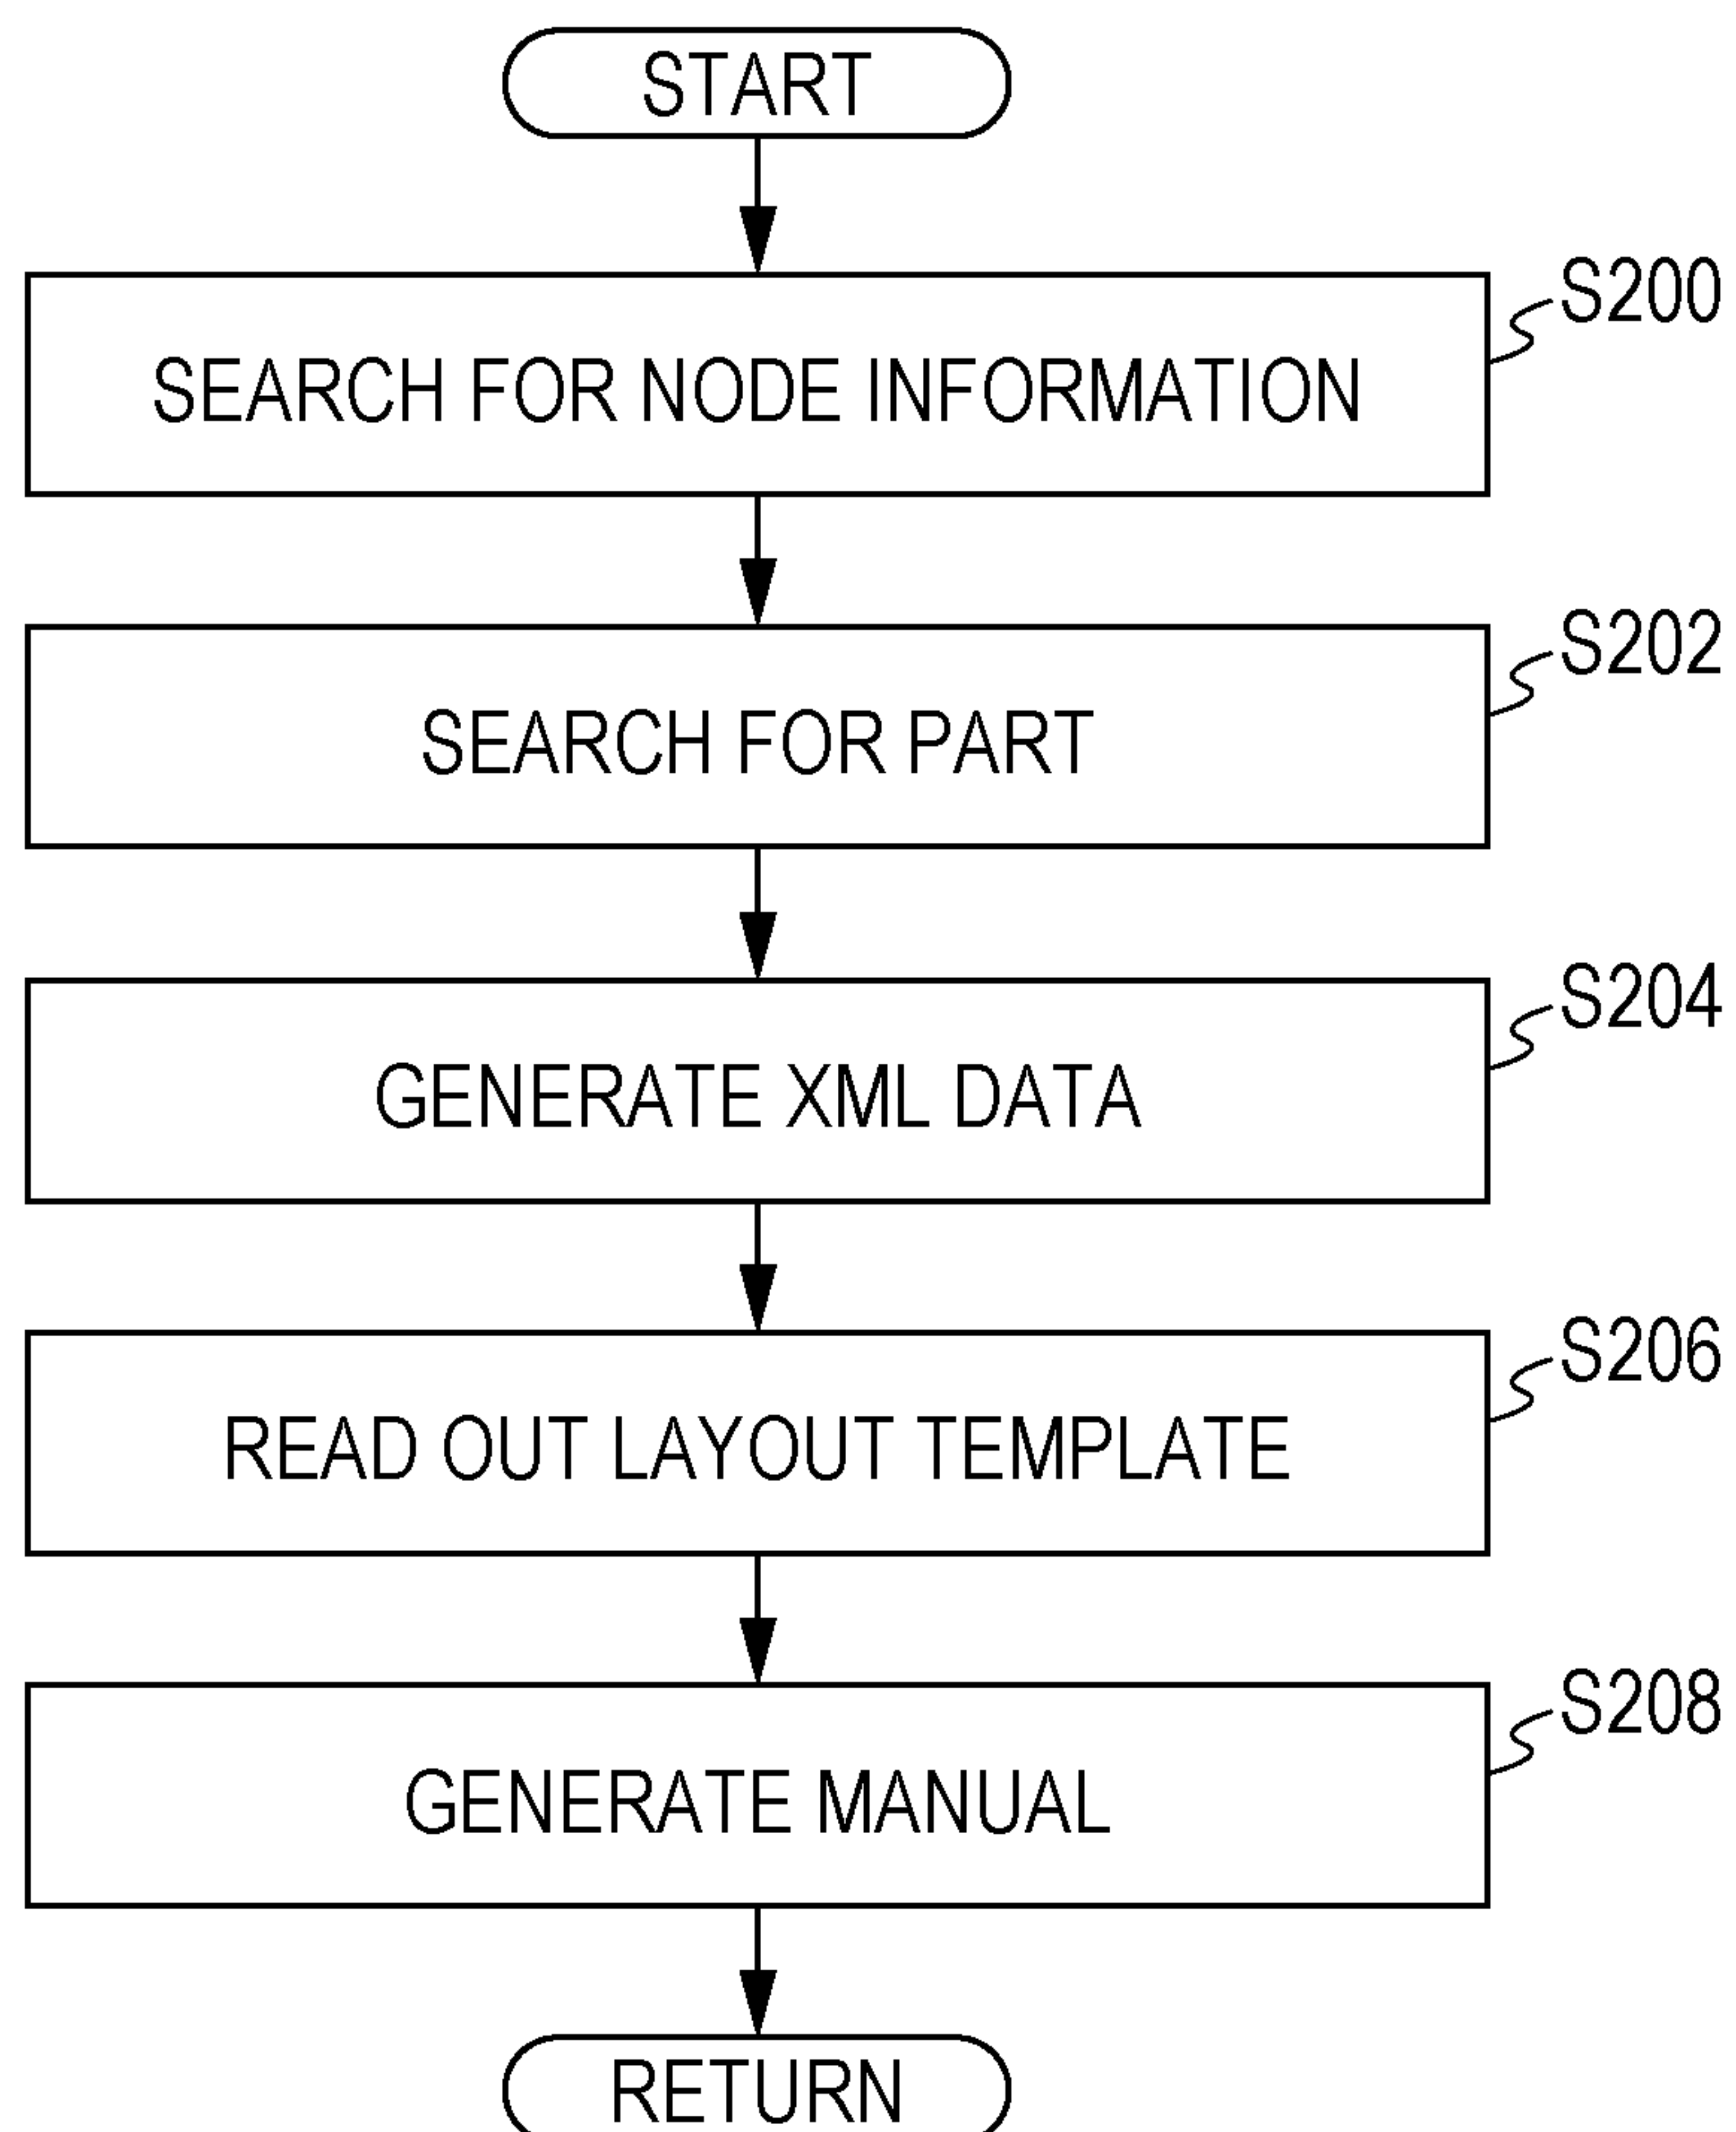 START
S200
SEARCH FOR NODE INFORMATION
S202
SEARCH FOR PART
S204
GENERATE XML DATA
S206
READ OUT LAYOUT TEMPLATE
S208
GENERATE MANUAL
RETURN